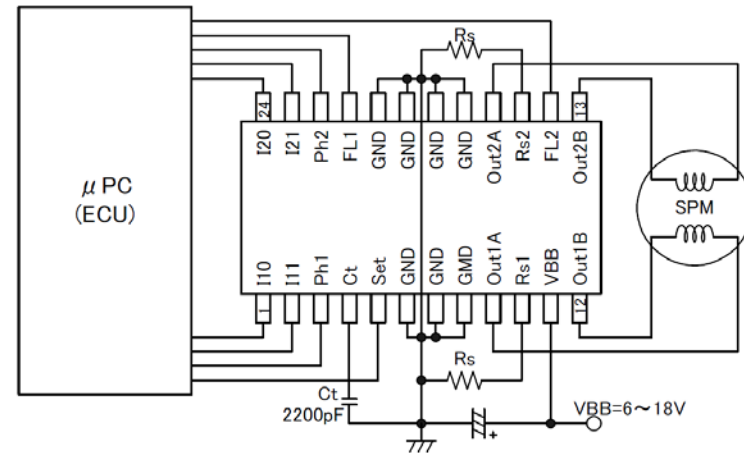 Rs
24
13
I20
I21
Ph2
FL1
GND
GND
GND
GND
Out2A
Rs2
FL2
Out2B
μPC
(ECU)
SPM
I10
I11
Ph1
Ct
Set
GND
GND
GMD
Out1A
Rs1
VBB
Out1B
1
12
Rs
Ct
2200pF
+
VBB=6~18V